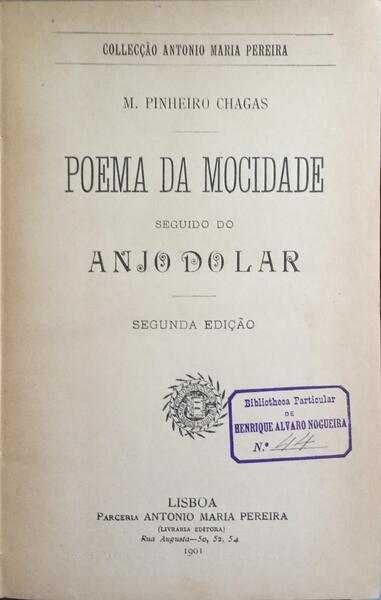 COLLECÇÃO ANTONIO MARIA PEREIRA
M. PINHEIRO CHAGAS
POEMA DA MOCIDADE
SEGUIDO DO
ANJO DO LAR
SEGUNDA EDIÇÃO
Bibliotheca Particular
DE
HENRIQUE ALVARO NOGUEIRA
N.º 44
LISBOA
PARCERIA ANTONIO MARIA PEREIRA
(LIVRARIA EDITORA)
Rua Augusta—50, 52, 54
1901